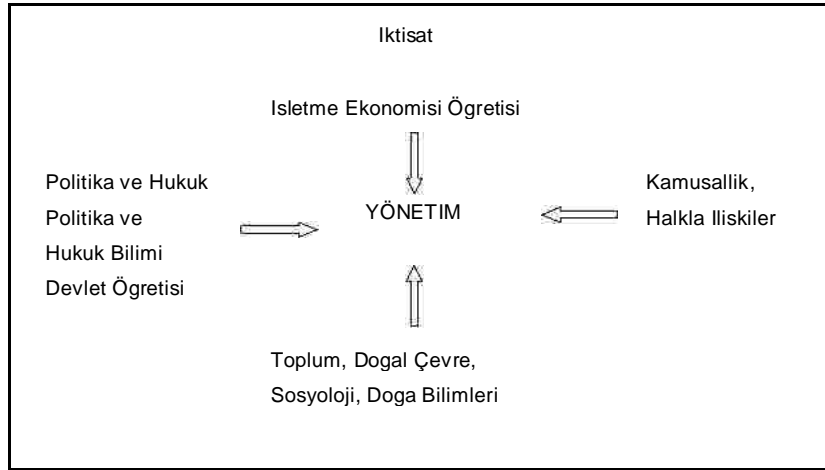 Iktisat
Isletme Ekonomisi Ögretisi
Politika ve Hukuk
Politika ve
Hukuk Bilimi
Devlet Ögretisi
YÖNETIM
Kamusallik,
Halkla Iliskiler
Toplum, Dogal Çevre,
Sosyoloji, Doga Bilimleri